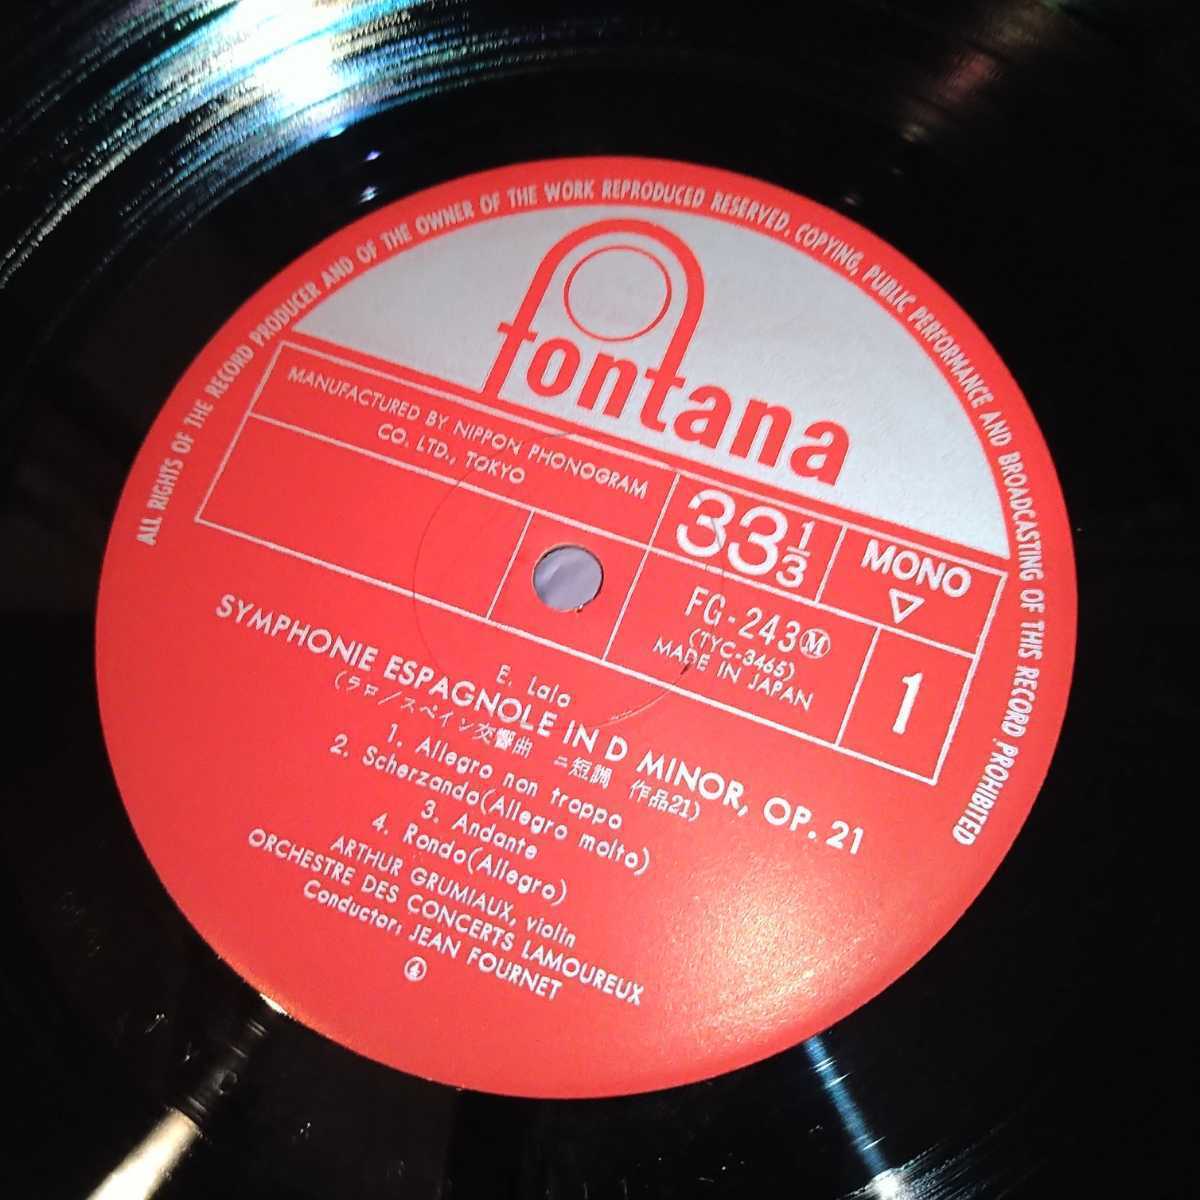 ALL RIGHTS OF THE RECORD PRODUCER AND OF THE OWNER OF THE WORK REPRODUCED RESERVED. COPYING, PUBLIC PERFORMANCE AND BROADCASTING OF THIS RECORD PROHIBITED
fontana
MANUFACTURED BY NIPPON PHONOGRAM
CO. LTD., TOKYO
33 1/3
MONO
▽
FG-243 Ⓜ
(TYC-3465)
MADE IN JAPAN
1
E. Lalo
SYMPHONIE ESPAGNOLE IN D MINOR, OP. 21
(ラロ/スペイン交響曲 ニ短調 作品21)
1. Allegro non troppo
2. Scherzando(Allegro molto)
3. Andante
4. Rondo(Allegro)
ARTHUR GRUMIAUX, violin
ORCHESTRE DES CONCERTS LAMOUREUX
Conductor: JEAN FOURNET